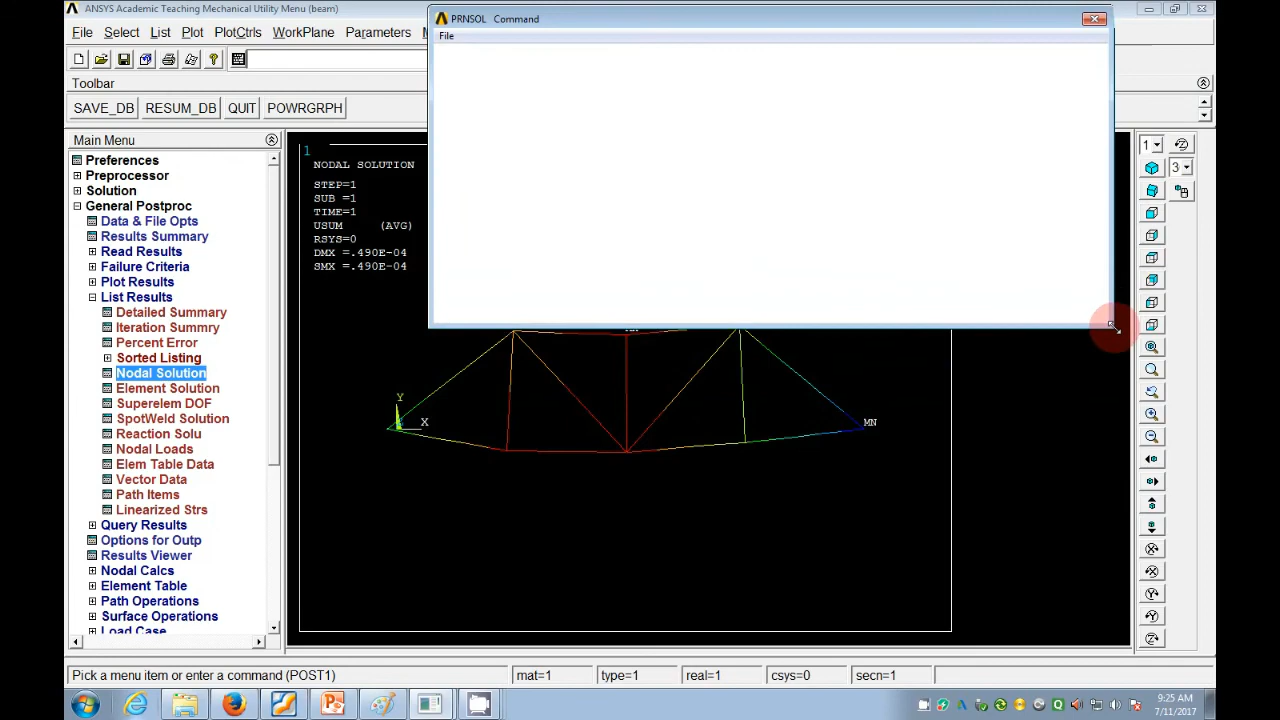 ANSYS Academic Teaching Mechanical Utility Menu (beam)
File Select List Plot PlotCtrls WorkPlane Parameters
Toolbar
SAVE_DB RESUM_DB QUIT POWRGRPH
Main Menu
Preferences
Preprocessor
Solution
General Postproc
Data & File Opts
Results Summary
Read Results
Failure Criteria
Plot Results
List Results
Detailed Summary
Iteration Summry
Percent Error
Sorted Listing
Nodal Solution
Element Solution
Superelem DOF
SpotWeld Solution
Reaction Solu
Nodal Loads
Elem Table Data
Vector Data
Path Items
Linearized Strs
Query Results
Options for Outp
Results Viewer
Nodal Calcs
Element Table
Path Operations
Surface Operations
Load Case
PRNSOL Command
File
1
NODAL SOLUTION
STEP=1
SUB =1
TIME=1
USUM (AVG)
RSYS=0
DMX =.490E-04
SMX =.490E-04
Y
X
MN
1
3
Pick a menu item or enter a command (POST1)
mat=1
type=1
real=1
csys=0
secn=1
9:25 AM
7/11/2017